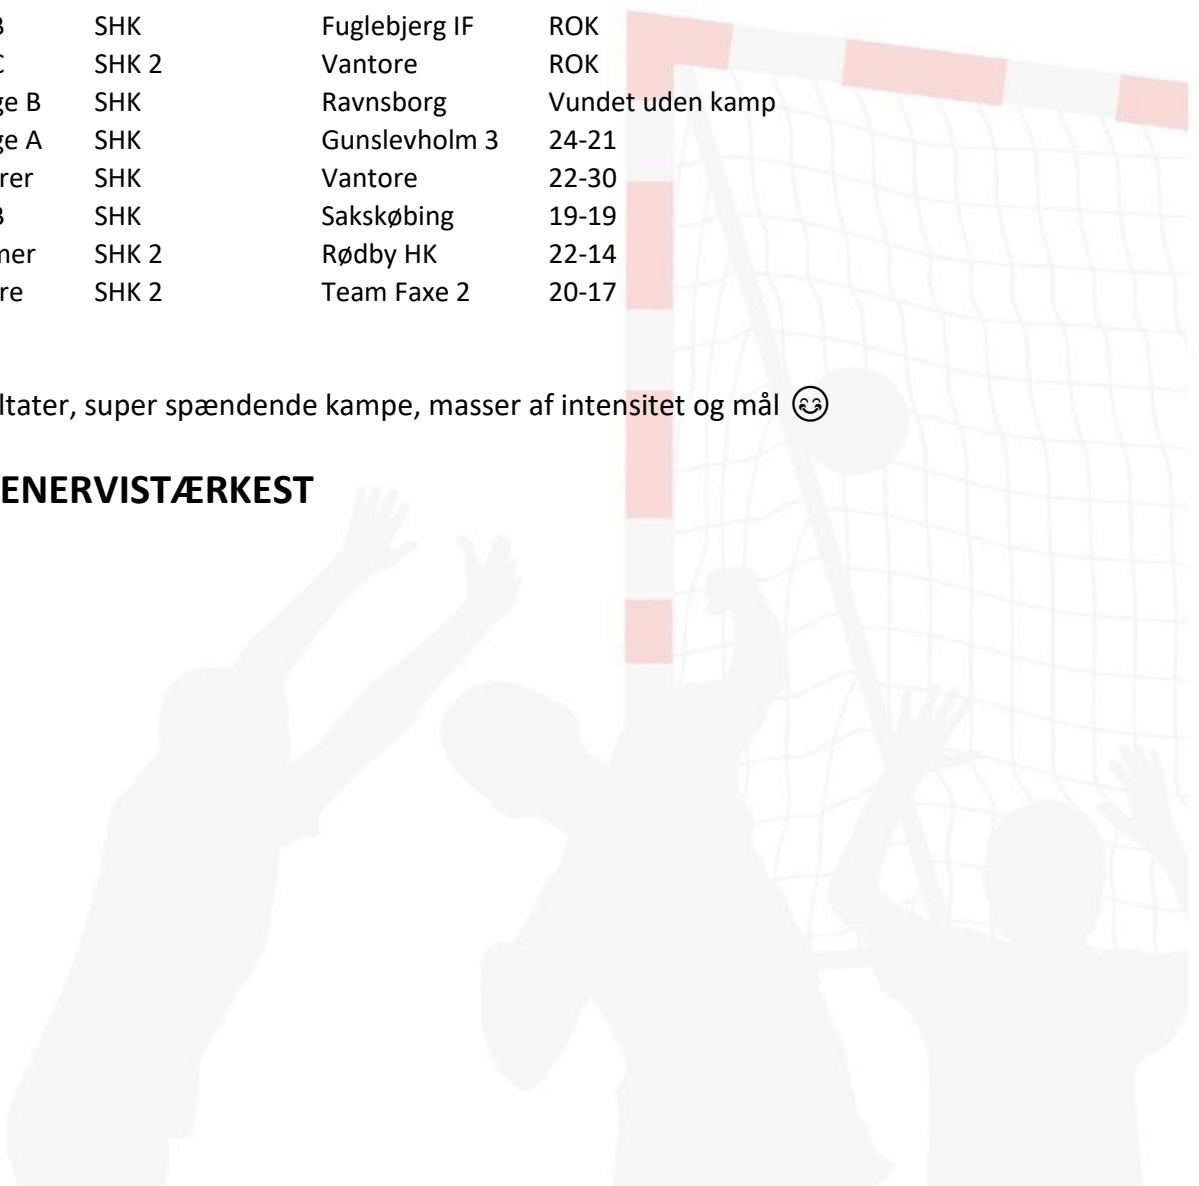 B SHK Fuglebjerg IF ROK
C SHK 2 Vantore ROK
ge B SHK Ravnsborg Vundet uden kamp
ge A SHK Gunslevholm 3 24-21
rer SHK Vantore 22-30
B SHK Sakskøbing 19-19
ner SHK 2 Rødby HK 22-14
re SHK 2 Team Faxe 2 20-17
ltater, super spændende kampe, masser af intensitet og mål 😊
ENERVISTÆRKEST